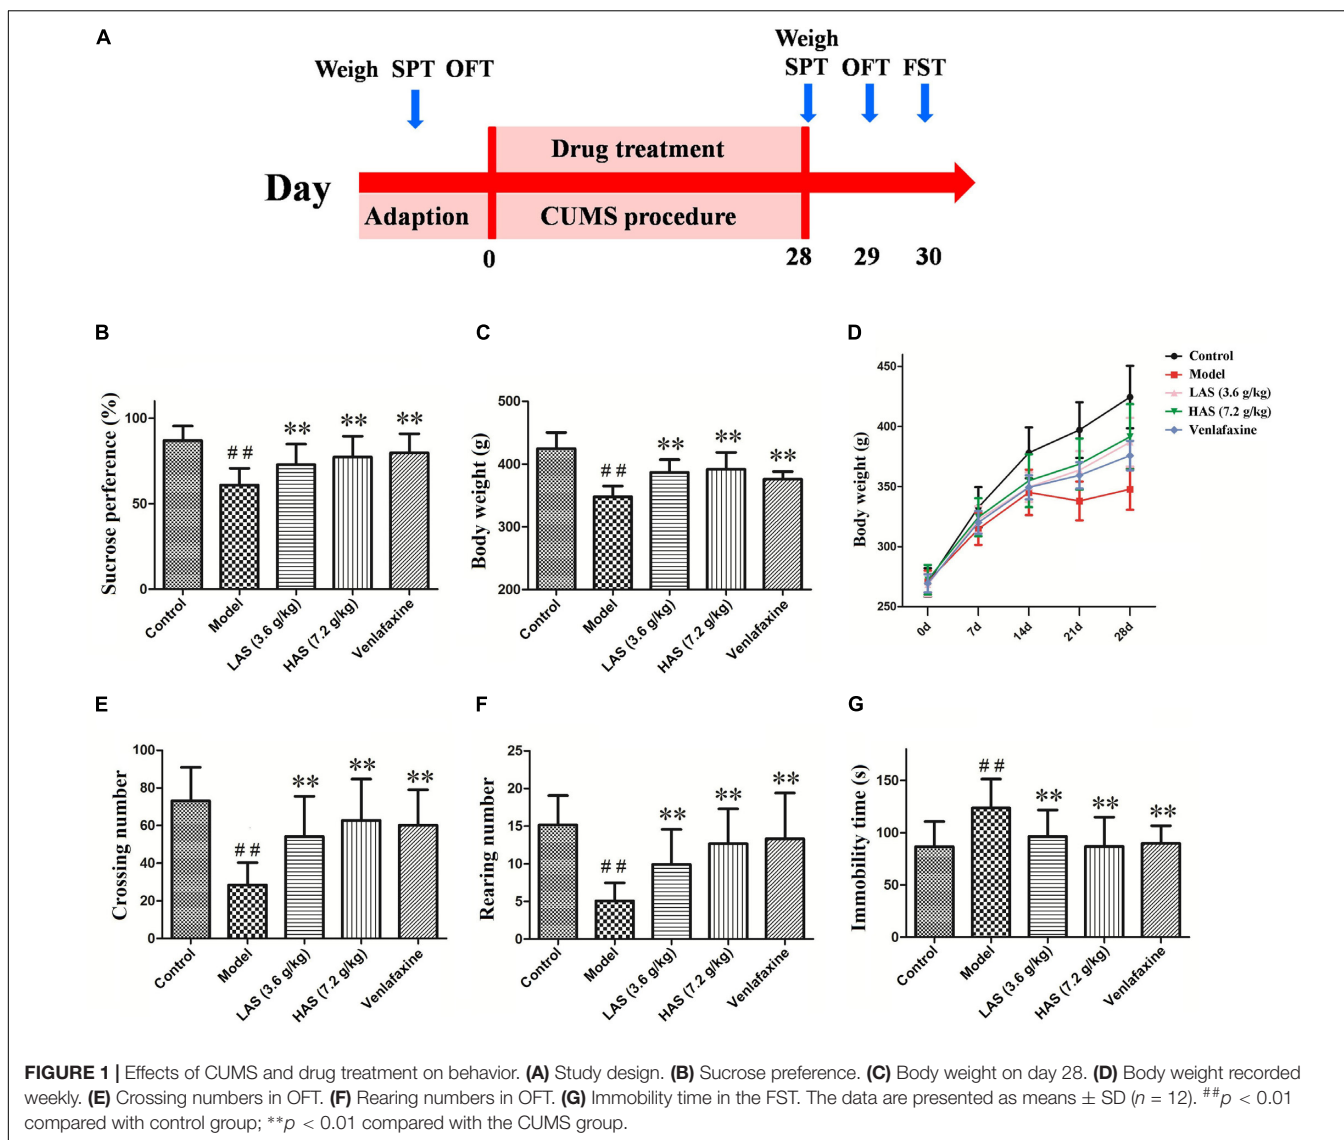 A
Weigh SPT OFT
Weigh
SPT OFT FST
Drug treatment
Day
Adaption
CUMS procedure
0
28 29 30
B
Sucrose perference (%)
100
50
0
##
**
**
**
Control
Model
LAS (3.6 g/kg)
HAS (7.2 g/kg)
Venlafaxine
C
Body weight (g)
500
400
300
200
##
**
**
**
Control
Model
LAS (3.6 g/kg)
HAS (7.2 g/kg)
Venlafaxine
D
Body weight (g)
450
400
350
300
250
0d
7d
14d
21d
28d
Control
Model
LAS (3.6 g/kg)
HAS (7.2 g/kg)
Venlafaxine
E
Crossing number
100
80
60
40
20
0
##
**
**
**
Control
Model
LAS (3.6 g/kg)
HAS (7.2 g/kg)
Venlafaxine
F
Rearing number
25
20
15
10
5
0
##
**
**
**
Control
Model
LAS (3.6 g/kg)
HAS (7.2 g/kg)
Venlafaxine
G
Immobility time (s)
150
100
50
0
##
**
**
**
Control
Model
LAS (3.6 g/kg)
HAS (7.2 g/kg)
Venlafaxine
FIGURE 1 | Effects of CUMS and drug treatment on behavior. (A) Study design. (B) Sucrose preference. (C) Body weight on day 28. (D) Body weight recorded
weekly. (E) Crossing numbers in OFT. (F) Rearing numbers in OFT. (G) Immobility time in the FST. The data are presented as means ± SD (n = 12). ##p < 0.01
compared with control group; **p < 0.01 compared with the CUMS group.